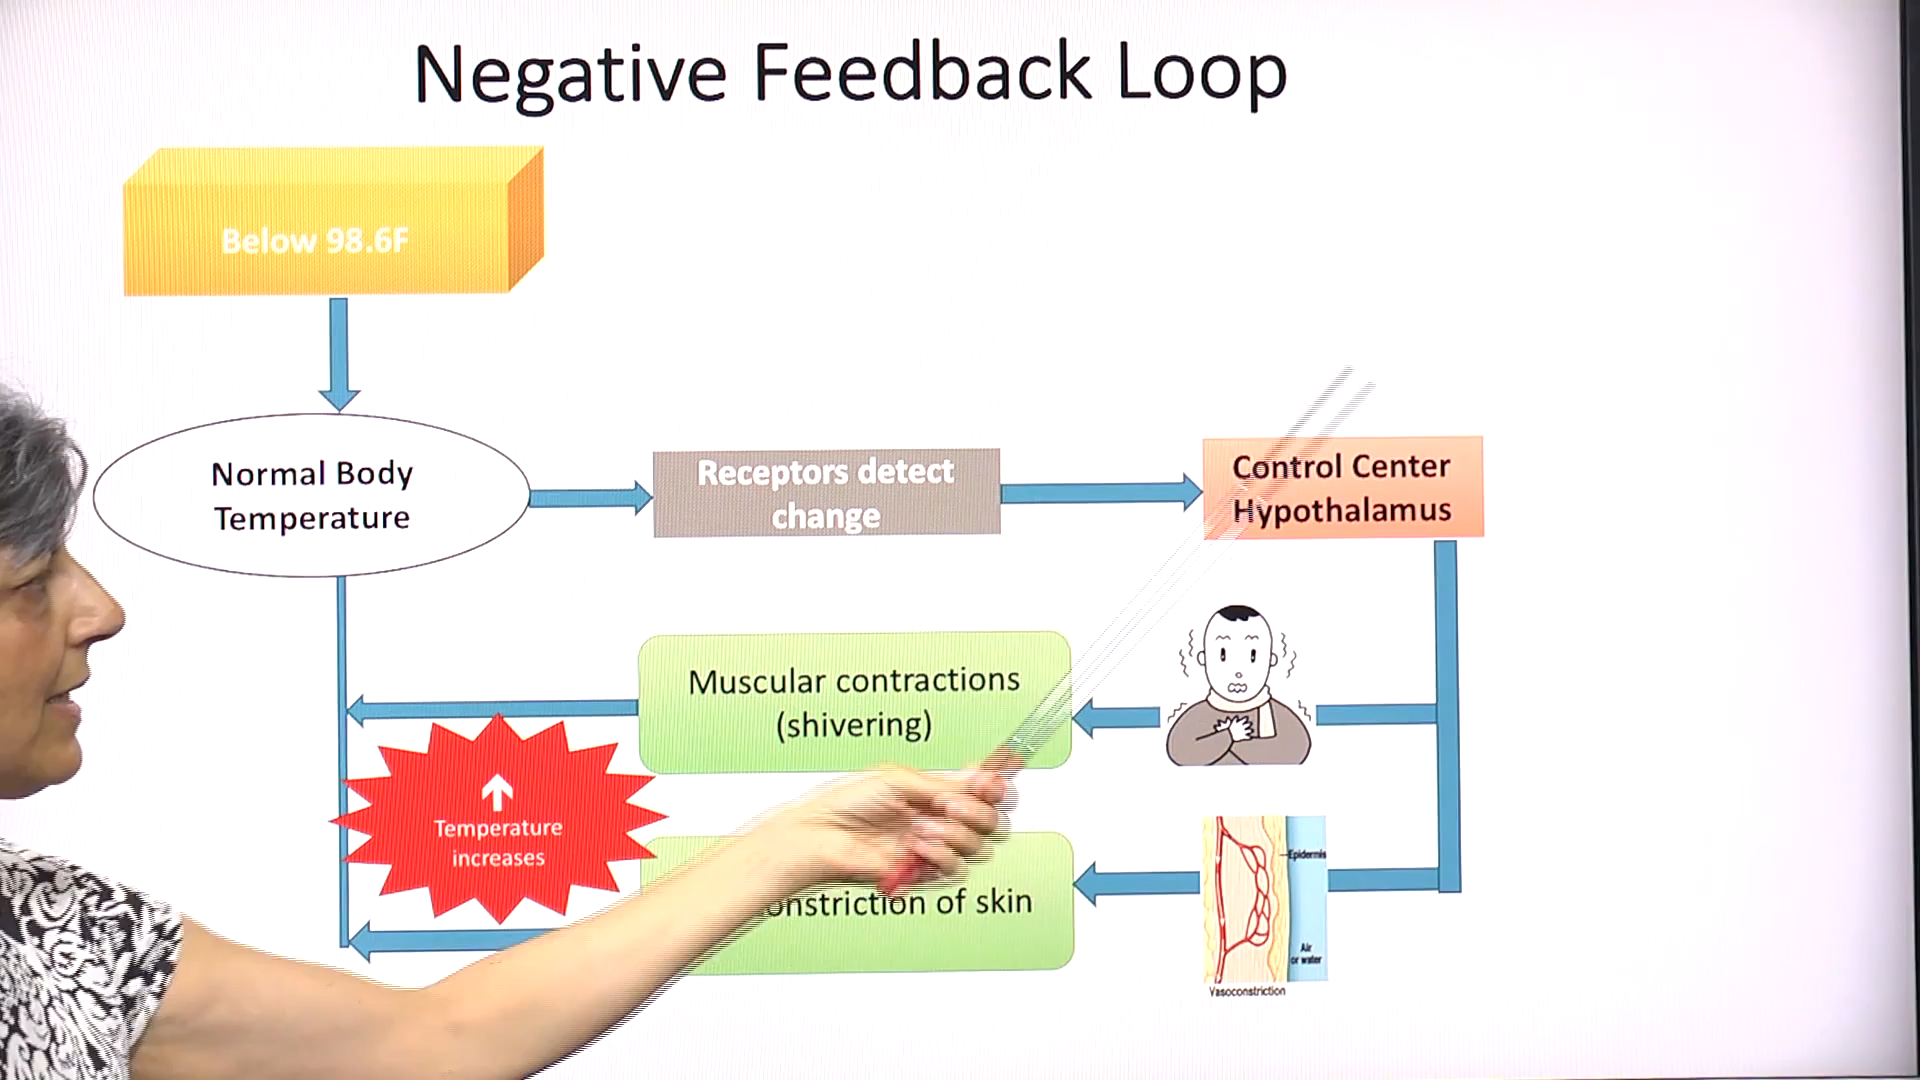 Negative Feedback Loop
Below 98.6F
Normal Body
Temperature
Receptors detect
change
Control Center
Hypothalamus
Muscular contractions
(shivering)
Temperature
increases
of skin
Epidermis
Air
or water
Vasoconstriction